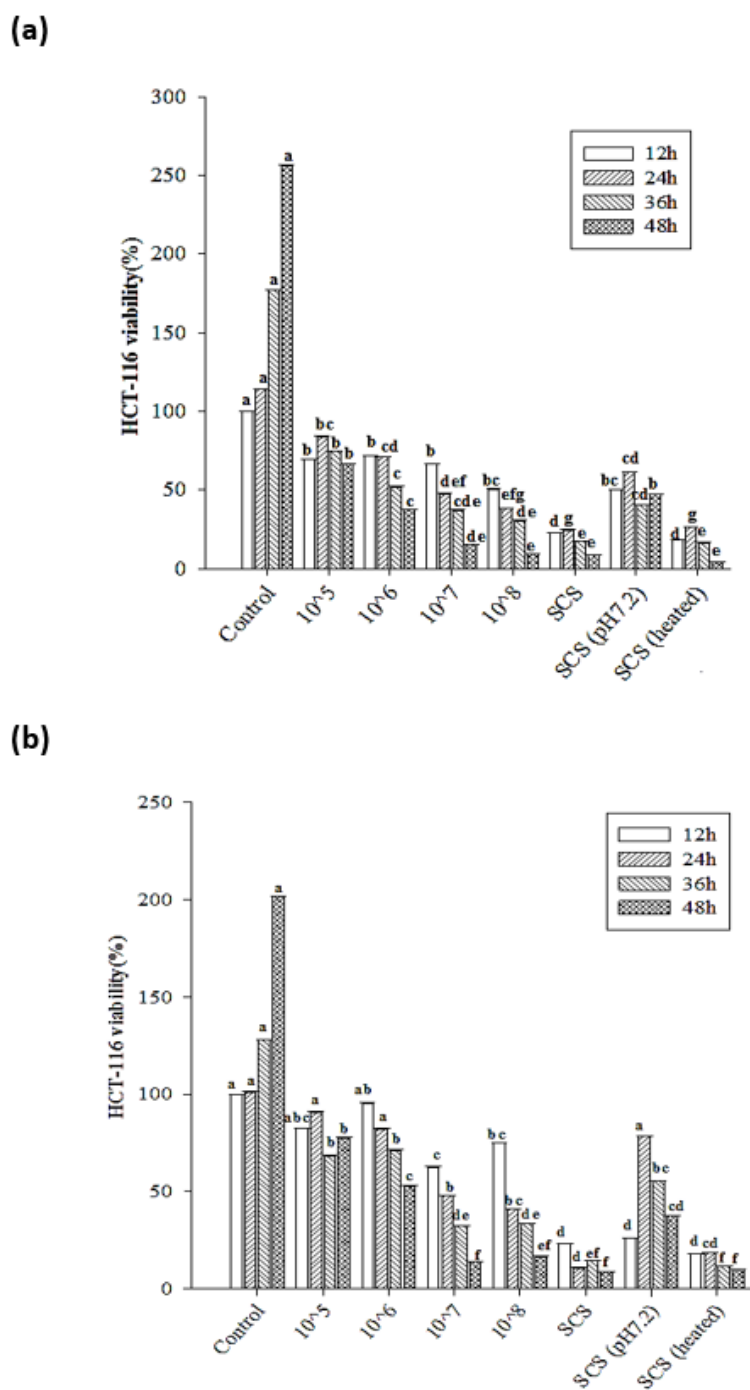 (a)
300
250
200
150
100
50
0
HCT-116 viability(%)
12h
24h
36h
48h
a a a a
b bc b b
b cd c c
b d ef cd e d e
bc efg d e e
d g e e
bc cd cd b
d g e e
Control 10^5 10^6 10^7 10^8 SCS SCS (pH7.2) SCS (heated)
(b)
250
200
150
100
50
0
HCT-116 viability(%)
12h
24h
36h
48h
a a a a
abc a b b
ab a b c
c b de f
bc bc de ef
d d ef f
d a bc cd
d cd f f
Control 10^5 10^6 10^7 10^8 SCS SCS (pH7.2) SCS (heated)